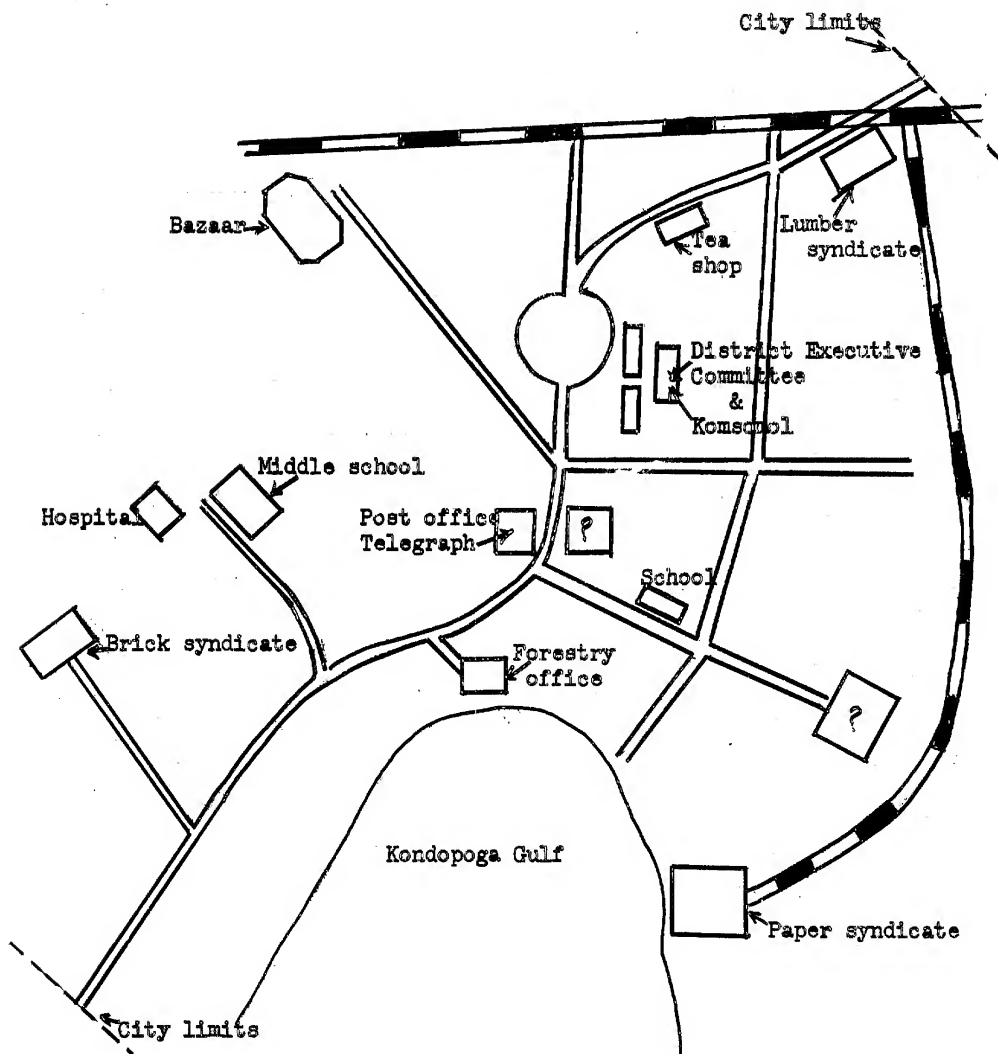 City limits
Bazaar
Tea
shop
Lumber
syndicate
District Executive
Committee
&
Komsomol
Middle school
Hospital
Post office
Telegraph
?
School
Brick syndicate
Forestry
office
?
Kondopoga Gulf
Paper syndicate
City limits